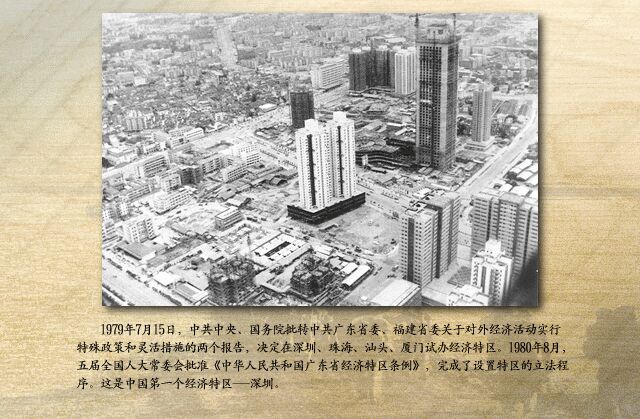 1979年7月15日，中共中央、国务院批转中共广东省委、福建省委关于对外经济活动实行
特殊政策和灵活措施的两个报告，决定在深圳、珠海、汕头、厦门试办经济特区。1980年8月，
五届全国人大常委会批准《中华人民共和国广东省经济特区条例》，完成了设置特区的立法程
序。这是中国第一个经济特区—深圳。